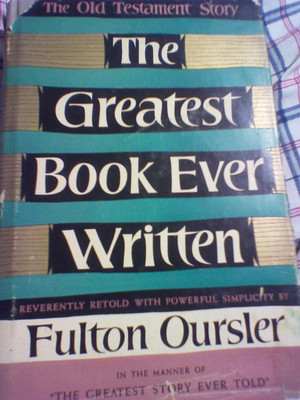 The Old Testament Story
The
Greatest
Book Ever
Written
REVERENTLY RETOLD WITH POWERFUL SIMPLICITY BY
Fulton Oursler
IN THE MANNER OF
"THE GREATEST STORY EVER TOLD"